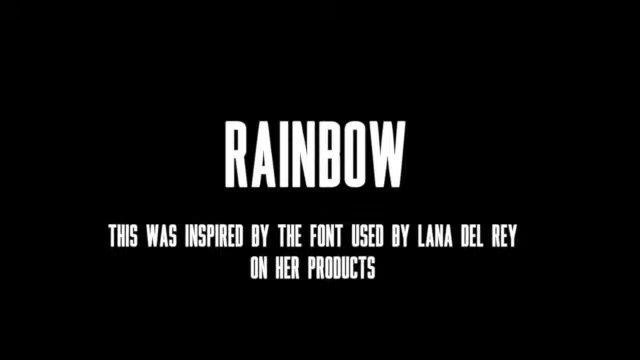 RAINBOW
THIS WAS INSPIRED BY THE FONT USED BY LANA DEL REY
ON HER PRODUCTS